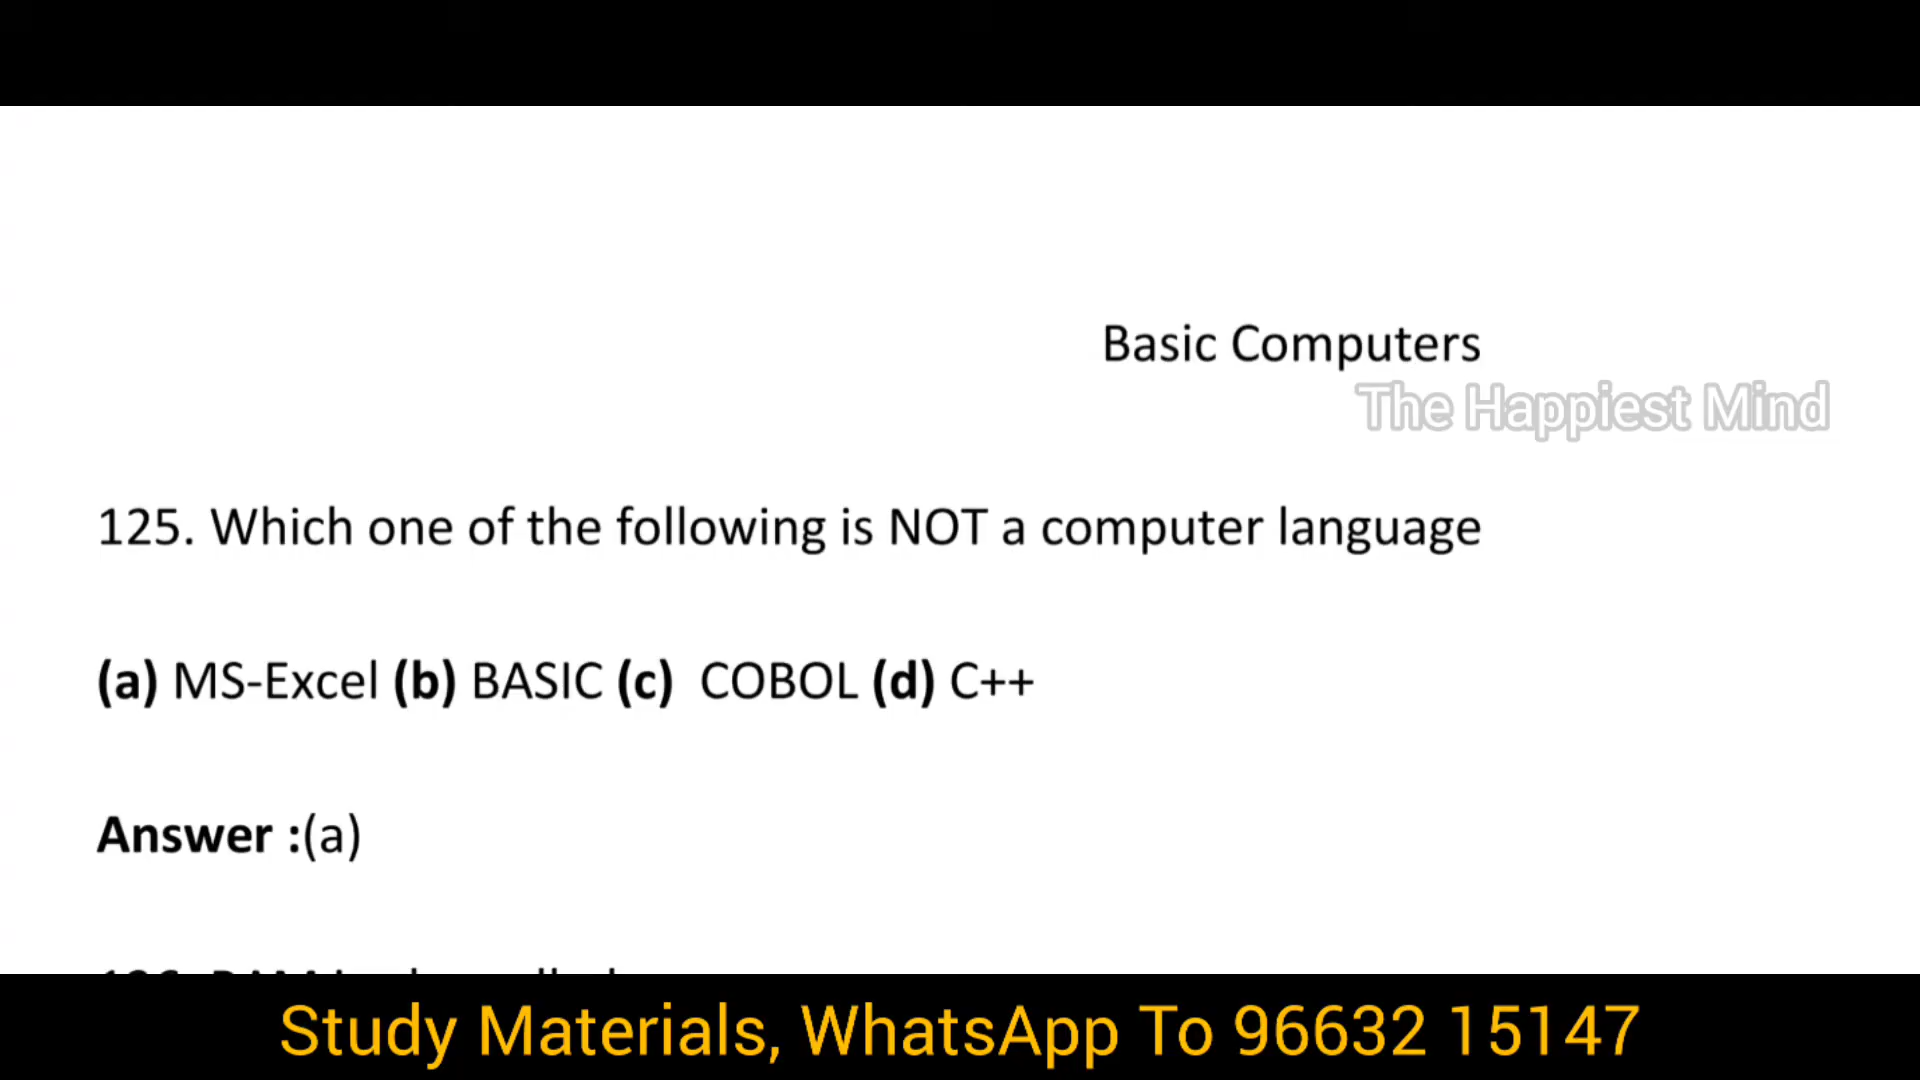 Basic Computers
The Happiest Mind
125. Which one of the following is NOT a computer language
(a) MS-Excel (b) BASIC (c) COBOL (d) C++
Answer :(a)
Study Materials, WhatsApp To 96632 15147